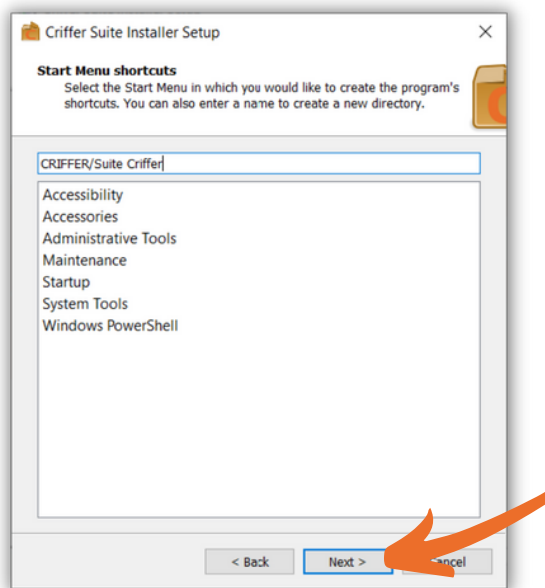 Criffer Suite Installer Setup
Start Menu shortcuts
Select the Start Menu in which you would like to create the program's
shortcuts. You can also enter a name to create a new directory.
CRIFFER/Suite Criffer
Accessibility
Accessories
Administrative Tools
Maintenance
Startup
System Tools
Windows PowerShell
< Back Next >